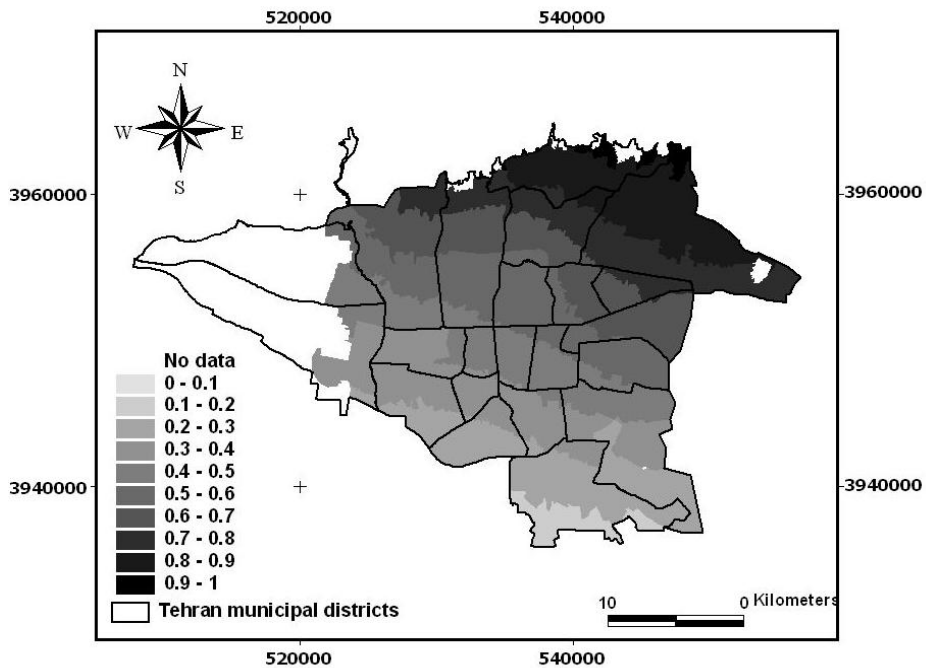 520000 540000
N
W E
S
3960000 3960000
No data
0 - 0.1
0.1 - 0.2
0.2 - 0.3
0.3 - 0.4
0.4 - 0.5
0.5 - 0.6
0.6 - 0.7
0.7 - 0.8
0.8 - 0.9
0.9 - 1
Tehran municipal districts
3940000 3940000
10 0 Kilometers
520000 540000